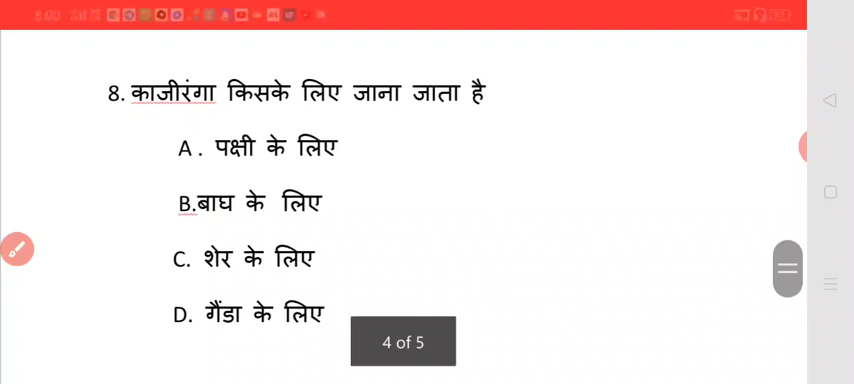 8. काजीरंगा किसके लिए जाना जाता है
A . पक्षी के लिए
B.बाघ के लिए
C. शेर के लिए
D. गैंडा के लिए
4 of 5